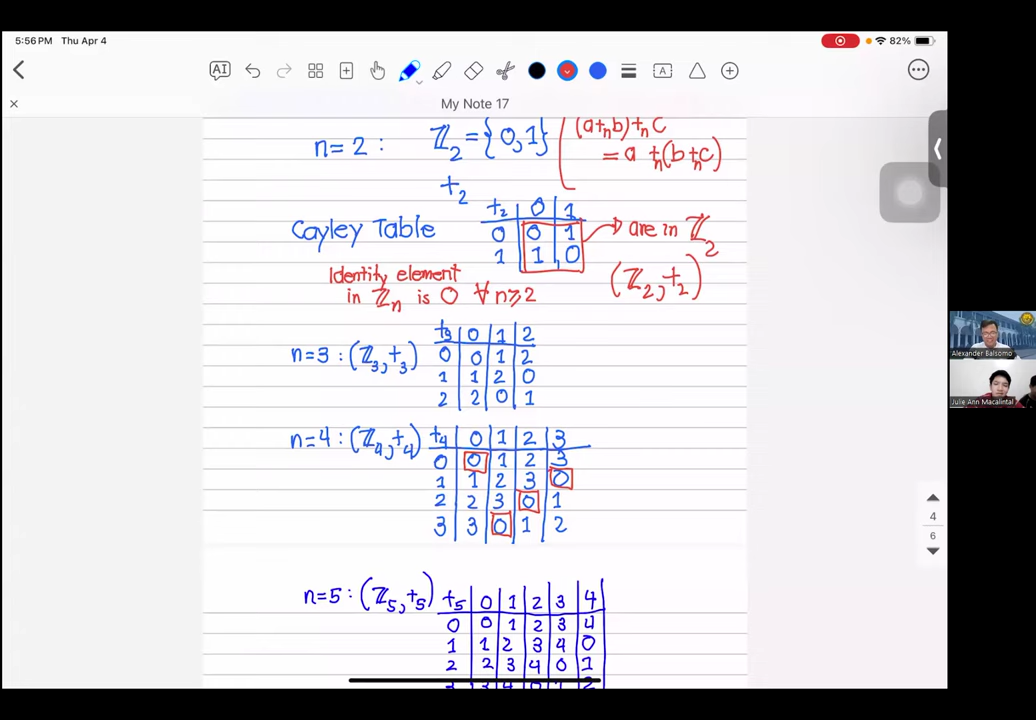 5:56 PM Thu Apr 4
82%
AI
A
My Note 17
n=2 : ℤ₂ = {0,1}
(a+ₙb)+ₙc
= a +ₙ(b+ₙc)
+₂
Cayley Table
+₂ 0 1
0 0 1
1 1 0
are in ℤ₂
Identity element
in ℤₙ is 0 ∀ n≥2
(ℤ₂,+₂)
n=3 : (ℤ₃,+₃)
+₃ 0 1 2
0 0 1 2
1 1 2 0
2 2 0 1
n=4 : (ℤ₄,+₄)
+₄ 0 1 2 3
0 0 1 2 3
1 1 2 3 0
2 2 3 0 1
3 3 0 1 2
n=5 : (ℤ₅,+₅)
+₅ 0 1 2 3 4
0 0 1 2 3 4
1 1 2 3 4 0
2 2 3 4 0 1
4
6
Alexander Balsomo
Julie Ann Macalintal